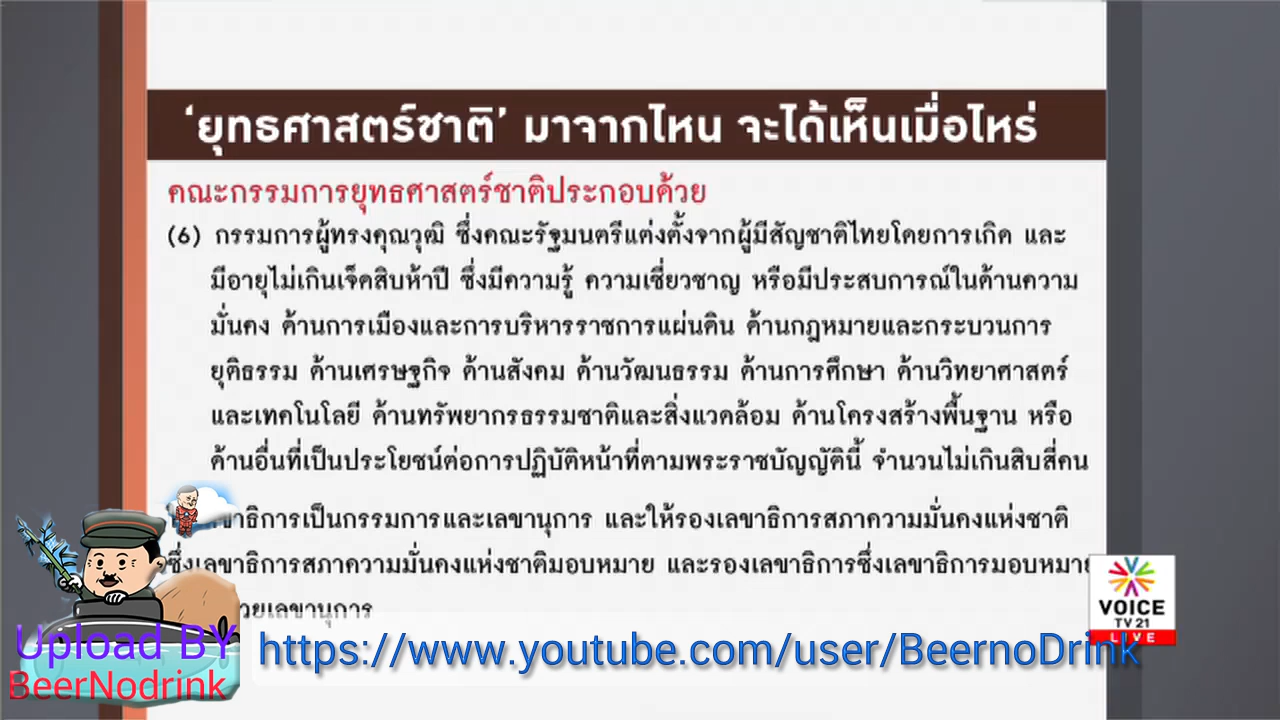 ‘ยุทธศาสตร์ชาติ’ มาจากไหน จะได้เห็นเมื่อไหร่
คณะกรรมการยุทธศาสตร์ชาติประกอบด้วย
(6) กรรมการผู้ทรงคุณวุฒิ ซึ่งคณะรัฐมนตรีแต่งตั้งจากผู้มีสัญชาติไทยโดยการเกิด และ
มีอายุไม่เกินเจ็ดสิบห้าปี ซึ่งมีความรู้ ความเชี่ยวชาญ หรือมีประสบการณ์ในด้านความ
มั่นคง ด้านการเมืองและการบริหารราชการแผ่นดิน ด้านกฎหมายและกระบวนการ
ยุติธรรม ด้านเศรษฐกิจ ด้านสังคม ด้านวัฒนธรรม ด้านการศึกษา ด้านวิทยาศาสตร์
และเทคโนโลยี ด้านทรัพยากรธรรมชาติและสิ่งแวดล้อม ด้านโครงสร้างพื้นฐาน หรือ
ด้านอื่นที่เป็นประโยชน์ต่อการปฏิบัติหน้าที่ตามพระราชบัญญัตินี้ จำนวนไม่เกินสิบสี่คน
ธิการเป็นกรรมการและเลขานุการ และให้รองเลขาธิการสภาความมั่นคงแห่งชาติ
ซึ่งเลขาธิการสภาความมั่นคงแห่งชาติมอบหมาย และรองเลขาธิการซึ่งเลขาธิการมอบหมาย
วยเลขานุการ
VOICE
TV 21
LIVE
Upload BY
BeerNodrink
https://www.youtube.com/user/BeernoDrink